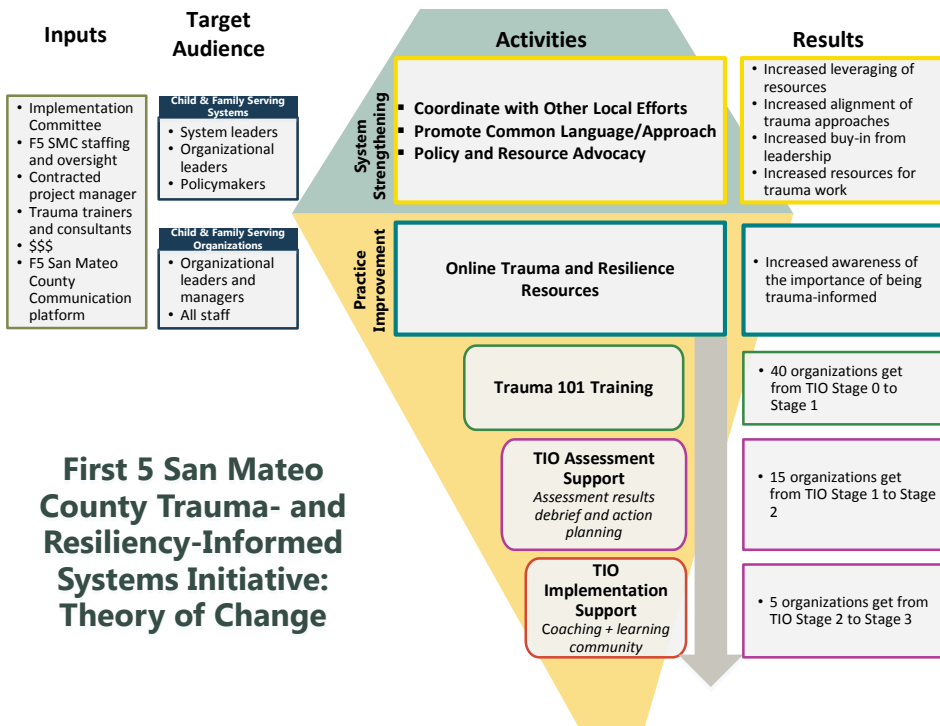 Inputs
Target
Audience
Activities
Results
• Implementation
Committee
• F5 SMC staffing
and oversight
• Contracted
project manager
• Trauma trainers
and consultants
• $$$
• F5 San Mateo
County
Communication
platform
Child & Family Serving
Systems
• System leaders
• Organizational
leaders
• Policymakers
Child & Family Serving
Organizations
• Organizational
leaders and
managers
• All staff
System
Strengthening
▪ Coordinate with Other Local Efforts
▪ Promote Common Language/Approach
▪ Policy and Resource Advocacy
• Increased leveraging of
resources
• Increased alignment of
trauma approaches
• Increased buy-in from
leadership
• Increased resources for
trauma work
Practice
Improvement
Online Trauma and Resilience
Resources
• Increased awareness of
the importance of being
trauma-informed
Trauma 101 Training
• 40 organizations get
from TIO Stage 0 to
Stage 1
TIO Assessment
Support
Assessment results
debrief and action
planning
• 15 organizations get
from TIO Stage 1 to Stage
2
TIO
Implementation
Support
Coaching + learning
community
• 5 organizations get from
TIO Stage 2 to Stage 3
First 5 San Mateo
County Trauma- and
Resiliency-Informed
Systems Initiative:
Theory of Change